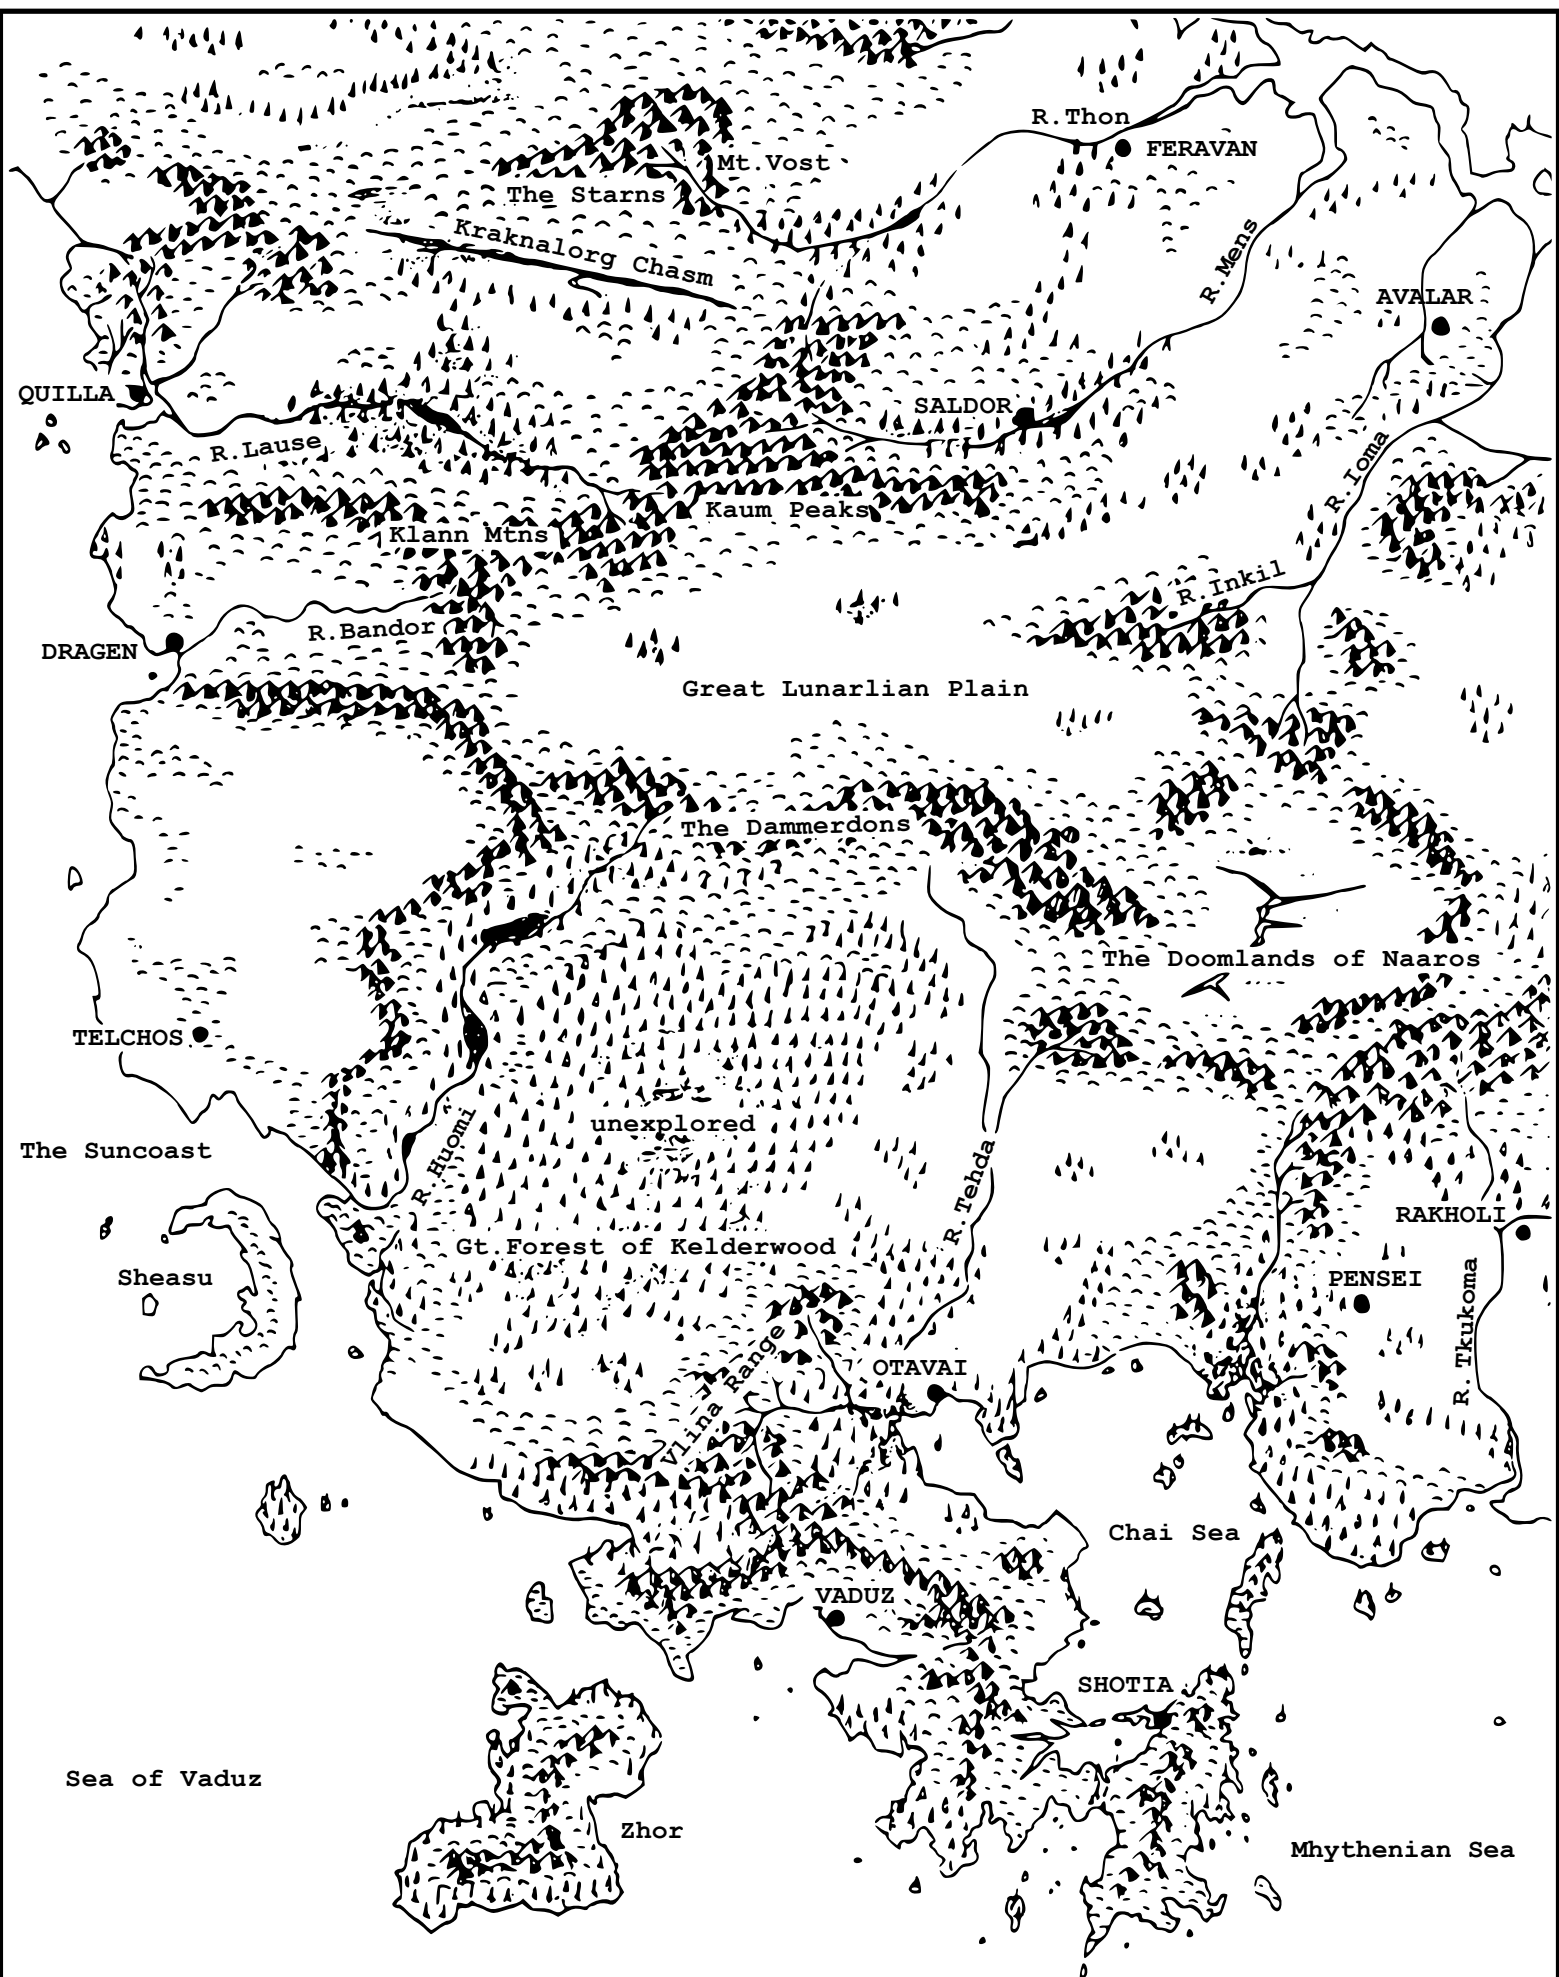 R.Thon
FERAVAN
Mt.Vost
The Starns
Kraknalorg Chasm
R.Mens
AVALAR
QUILLA
SALDOR
R.Lause
R.Ioma
Kaum Peaks
Klann Mtns
R.Inkil
R.Bandor
DRAGEN
Great Lunarlian Plain
The Dammerdons
The Doomlands of Naaros
TELCHOS
unexplored
The Suncoast
R.Huomi
R.Tehda
RAKHOLI
Gt.Forest of Kelderwood
Sheasu
PENSEI
R.Tkukoma
Vlina Range
OTAVAI
Chai Sea
VADUZ
SHOTIA
Sea of Vaduz
Zhor
Mhythenian Sea